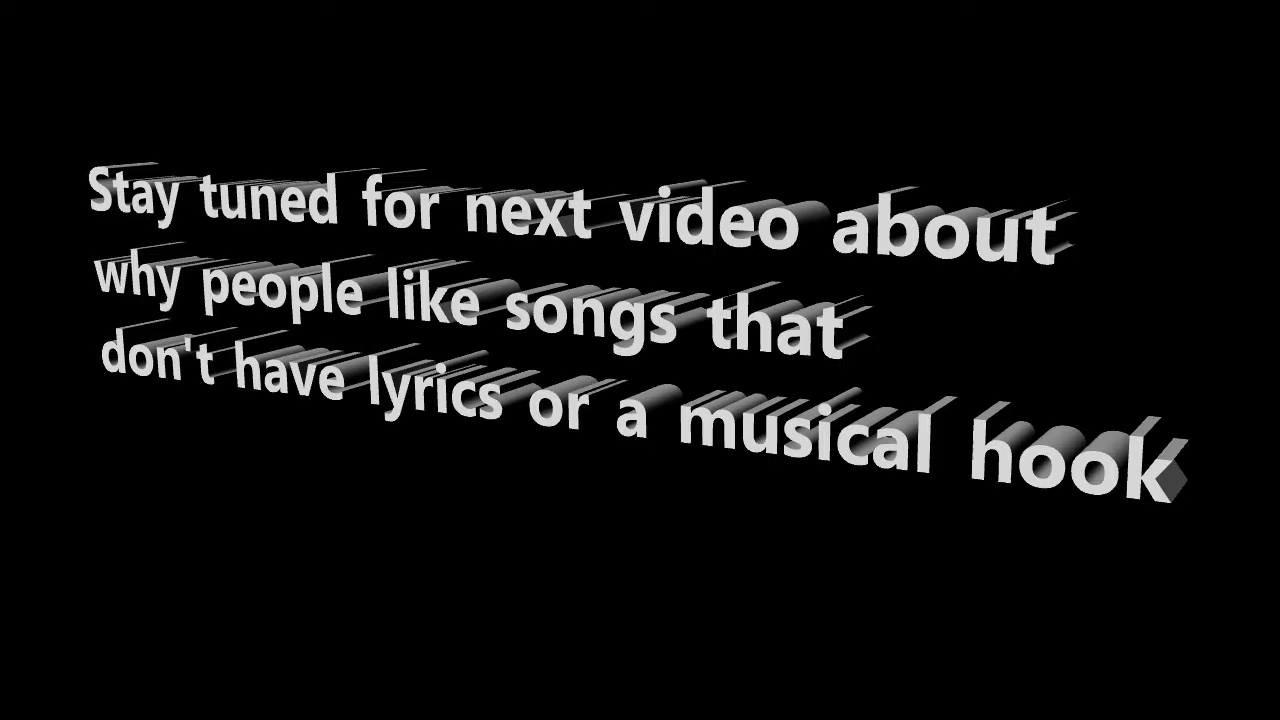 Stay tuned for next video about
why people like songs that
don't have lyrics or a musical hook